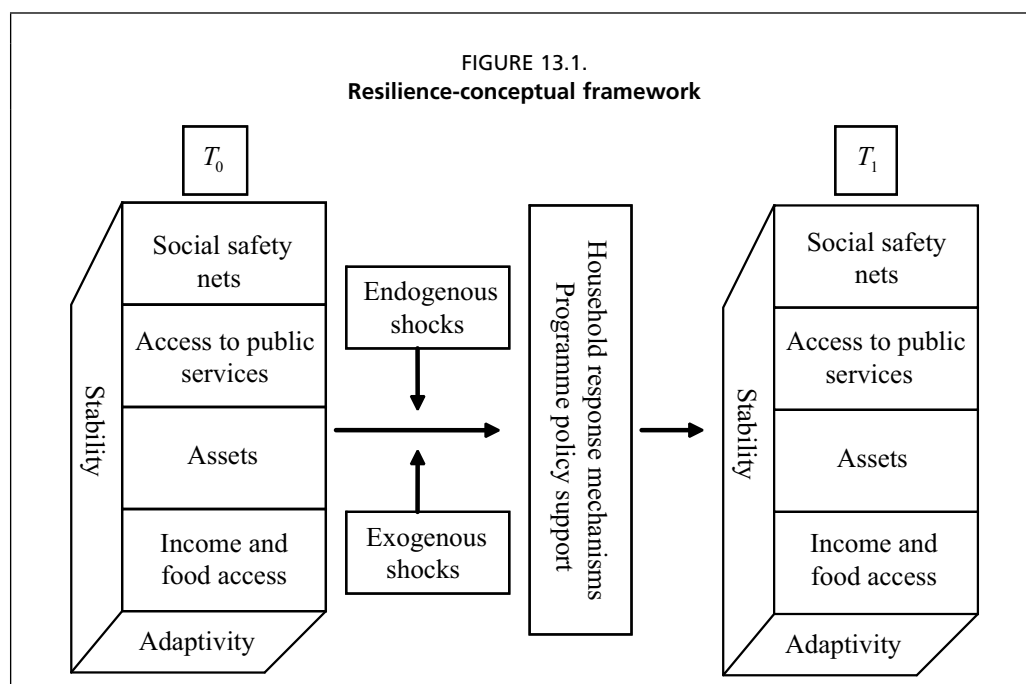 FIGURE 13.1.
Resilience-conceptual framework
T0
Social safety
nets
Access to public
services
Assets
Income and
food access
Stability
Adaptivity
Endogenous
shocks
Exogenous
shocks
Household response mechanisms
Programme policy support
T1
Social safety
nets
Access to public
services
Assets
Income and
food access
Stability
Adaptivity